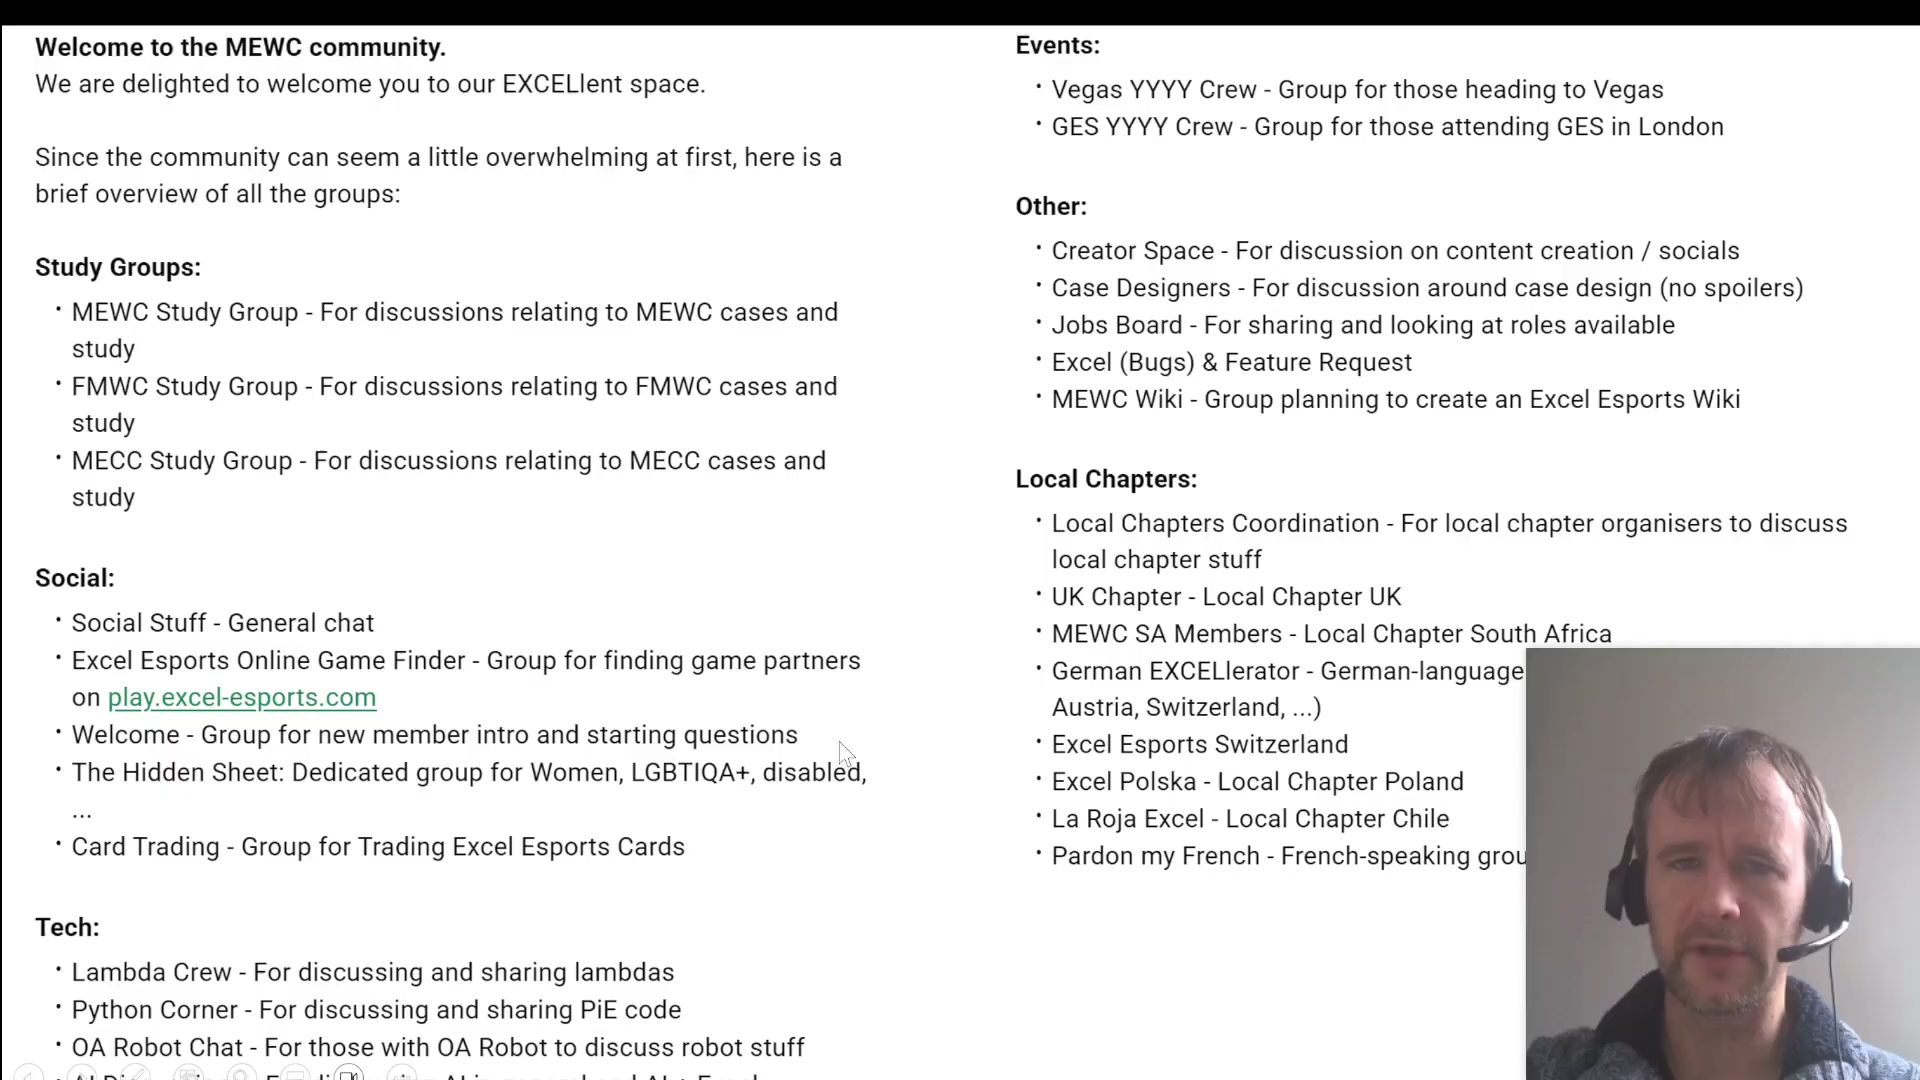 Welcome to the MEWC community.
We are delighted to welcome you to our EXCELlent space.
Since the community can seem a little overwhelming at first, here is a
brief overview of all the groups:
Study Groups:
• MEWC Study Group - For discussions relating to MEWC cases and
study
• FMWC Study Group - For discussions relating to FMWC cases and
study
• MECC Study Group - For discussions relating to MECC cases and
study
Social:
• Social Stuff - General chat
• Excel Esports Online Game Finder - Group for finding game partners
on play.excel-esports.com
• Welcome - Group for new member intro and starting questions
• The Hidden Sheet: Dedicated group for Women, LGBTIQA+, disabled,
...
• Card Trading - Group for Trading Excel Esports Cards
Tech:
• Lambda Crew - For discussing and sharing lambdas
• Python Corner - For discussing and sharing PiE code
• OA Robot Chat - For those with OA Robot to discuss robot stuff
Events:
• Vegas YYYY Crew - Group for those heading to Vegas
• GES YYYY Crew - Group for those attending GES in London
Other:
• Creator Space - For discussion on content creation / socials
• Case Designers - For discussion around case design (no spoilers)
• Jobs Board - For sharing and looking at roles available
• Excel (Bugs) & Feature Request
• MEWC Wiki - Group planning to create an Excel Esports Wiki
Local Chapters:
• Local Chapters Coordination - For local chapter organisers to discuss
local chapter stuff
• UK Chapter - Local Chapter UK
• MEWC SA Members - Local Chapter South Africa
• German EXCELlerator - German-language
Austria, Switzerland, ...)
• Excel Esports Switzerland
• Excel Polska - Local Chapter Poland
• La Roja Excel - Local Chapter Chile
• Pardon my French - French-speaking